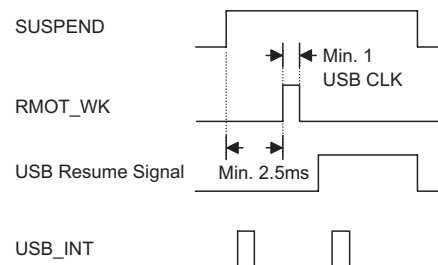 SUSPEND
Min. 1
USB CLK
RMOT_WK
USB Resume Signal
Min. 2.5ms
USB_INT